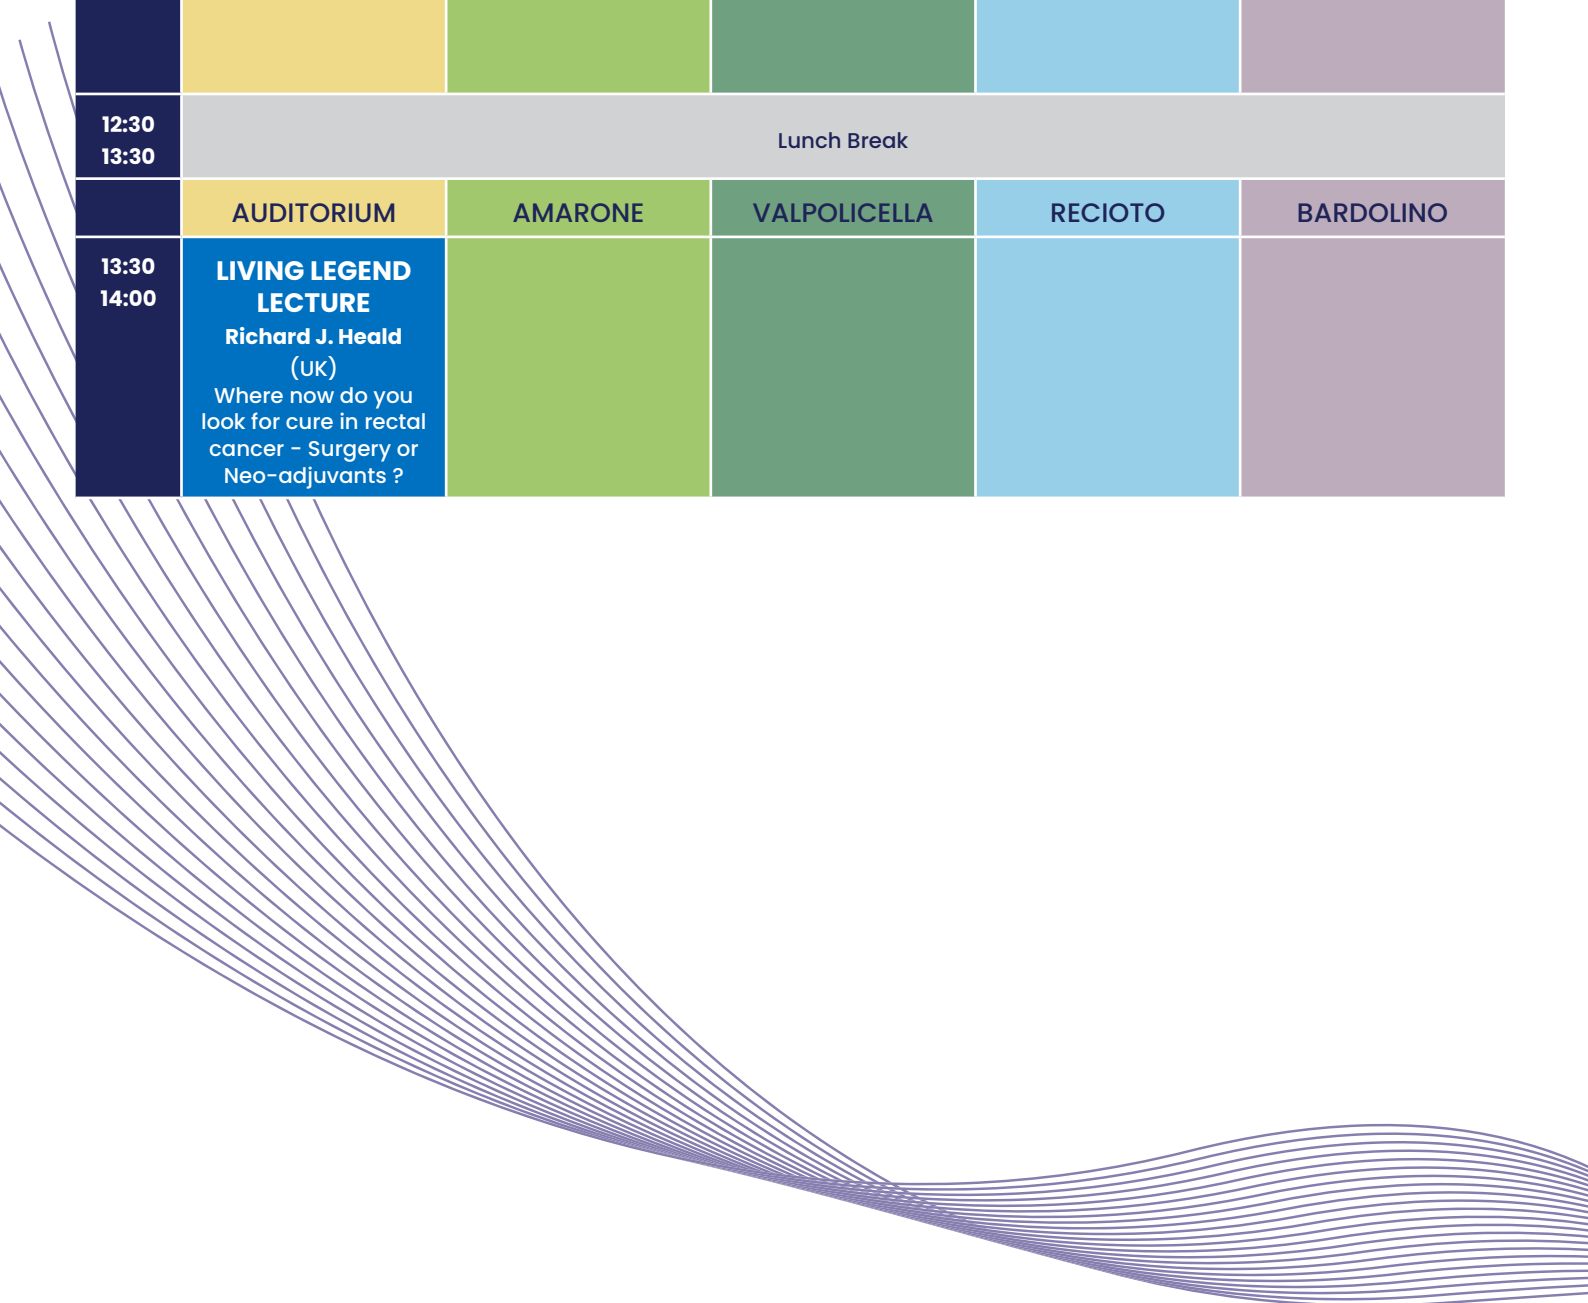 12:30
13:30
Lunch Break
AUDITORIUM
AMARONE
VALPOLICELLA
RECIOTO
BARDOLINO
13:30
14:00
LIVING LEGEND
LECTURE
Richard J. Heald
(UK)
Where now do you
look for cure in rectal
cancer - Surgery or
Neo-adjuvants ?